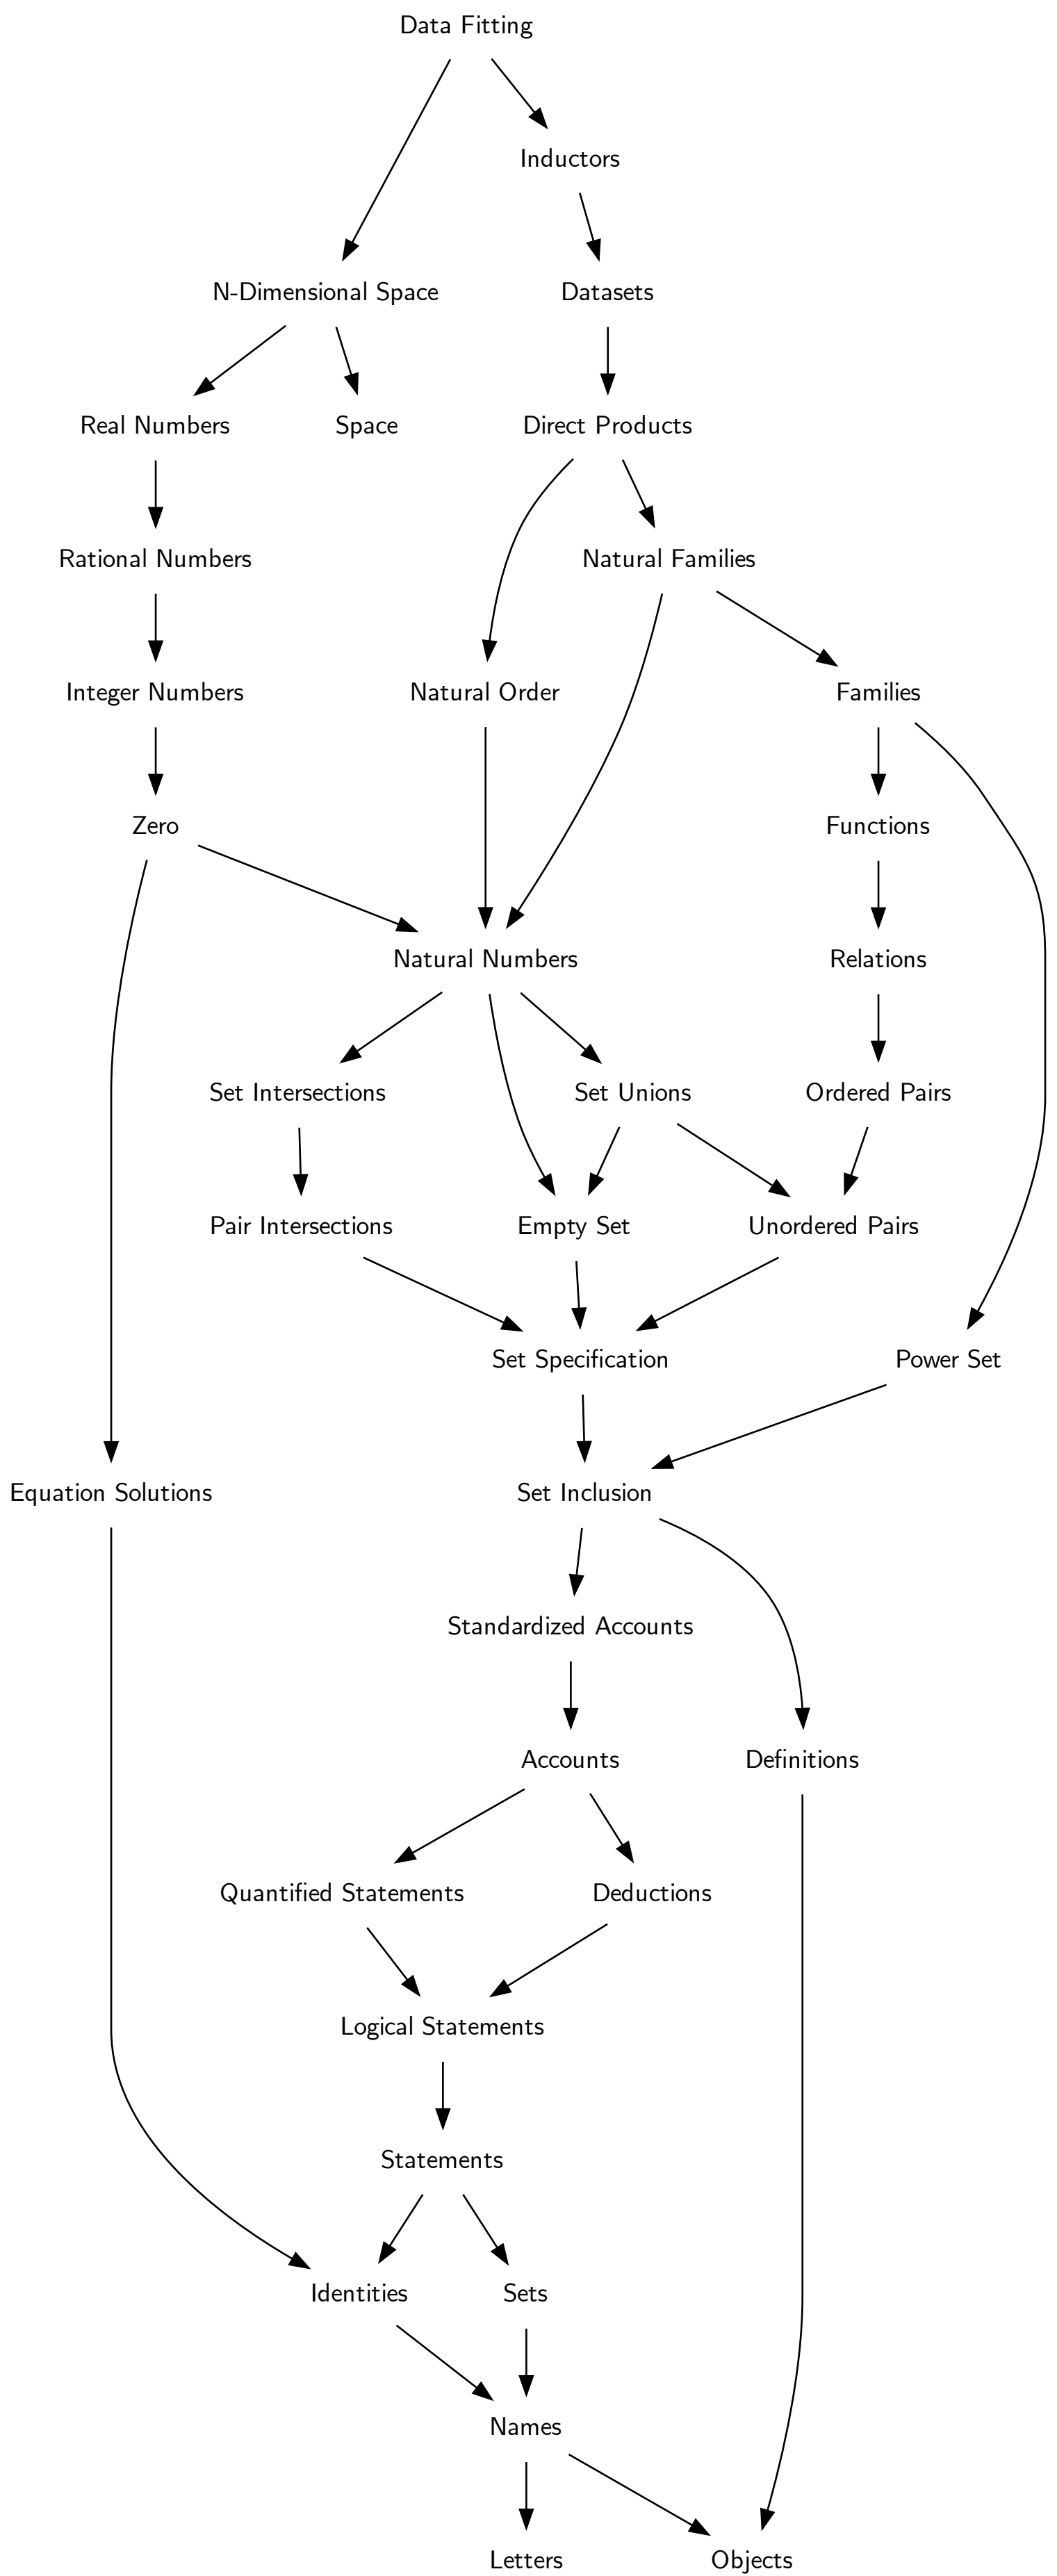 Data Fitting
Inductors
N-Dimensional Space
Datasets
Real Numbers
Space
Direct Products
Rational Numbers
Natural Families
Integer Numbers
Natural Order
Families
Zero
Functions
Natural Numbers
Relations
Set Intersections
Set Unions
Ordered Pairs
Pair Intersections
Empty Set
Unordered Pairs
Set Specification
Power Set
Equation Solutions
Set Inclusion
Standardized Accounts
Accounts
Definitions
Quantified Statements
Deductions
Logical Statements
Statements
Identities
Sets
Names
Letters
Objects